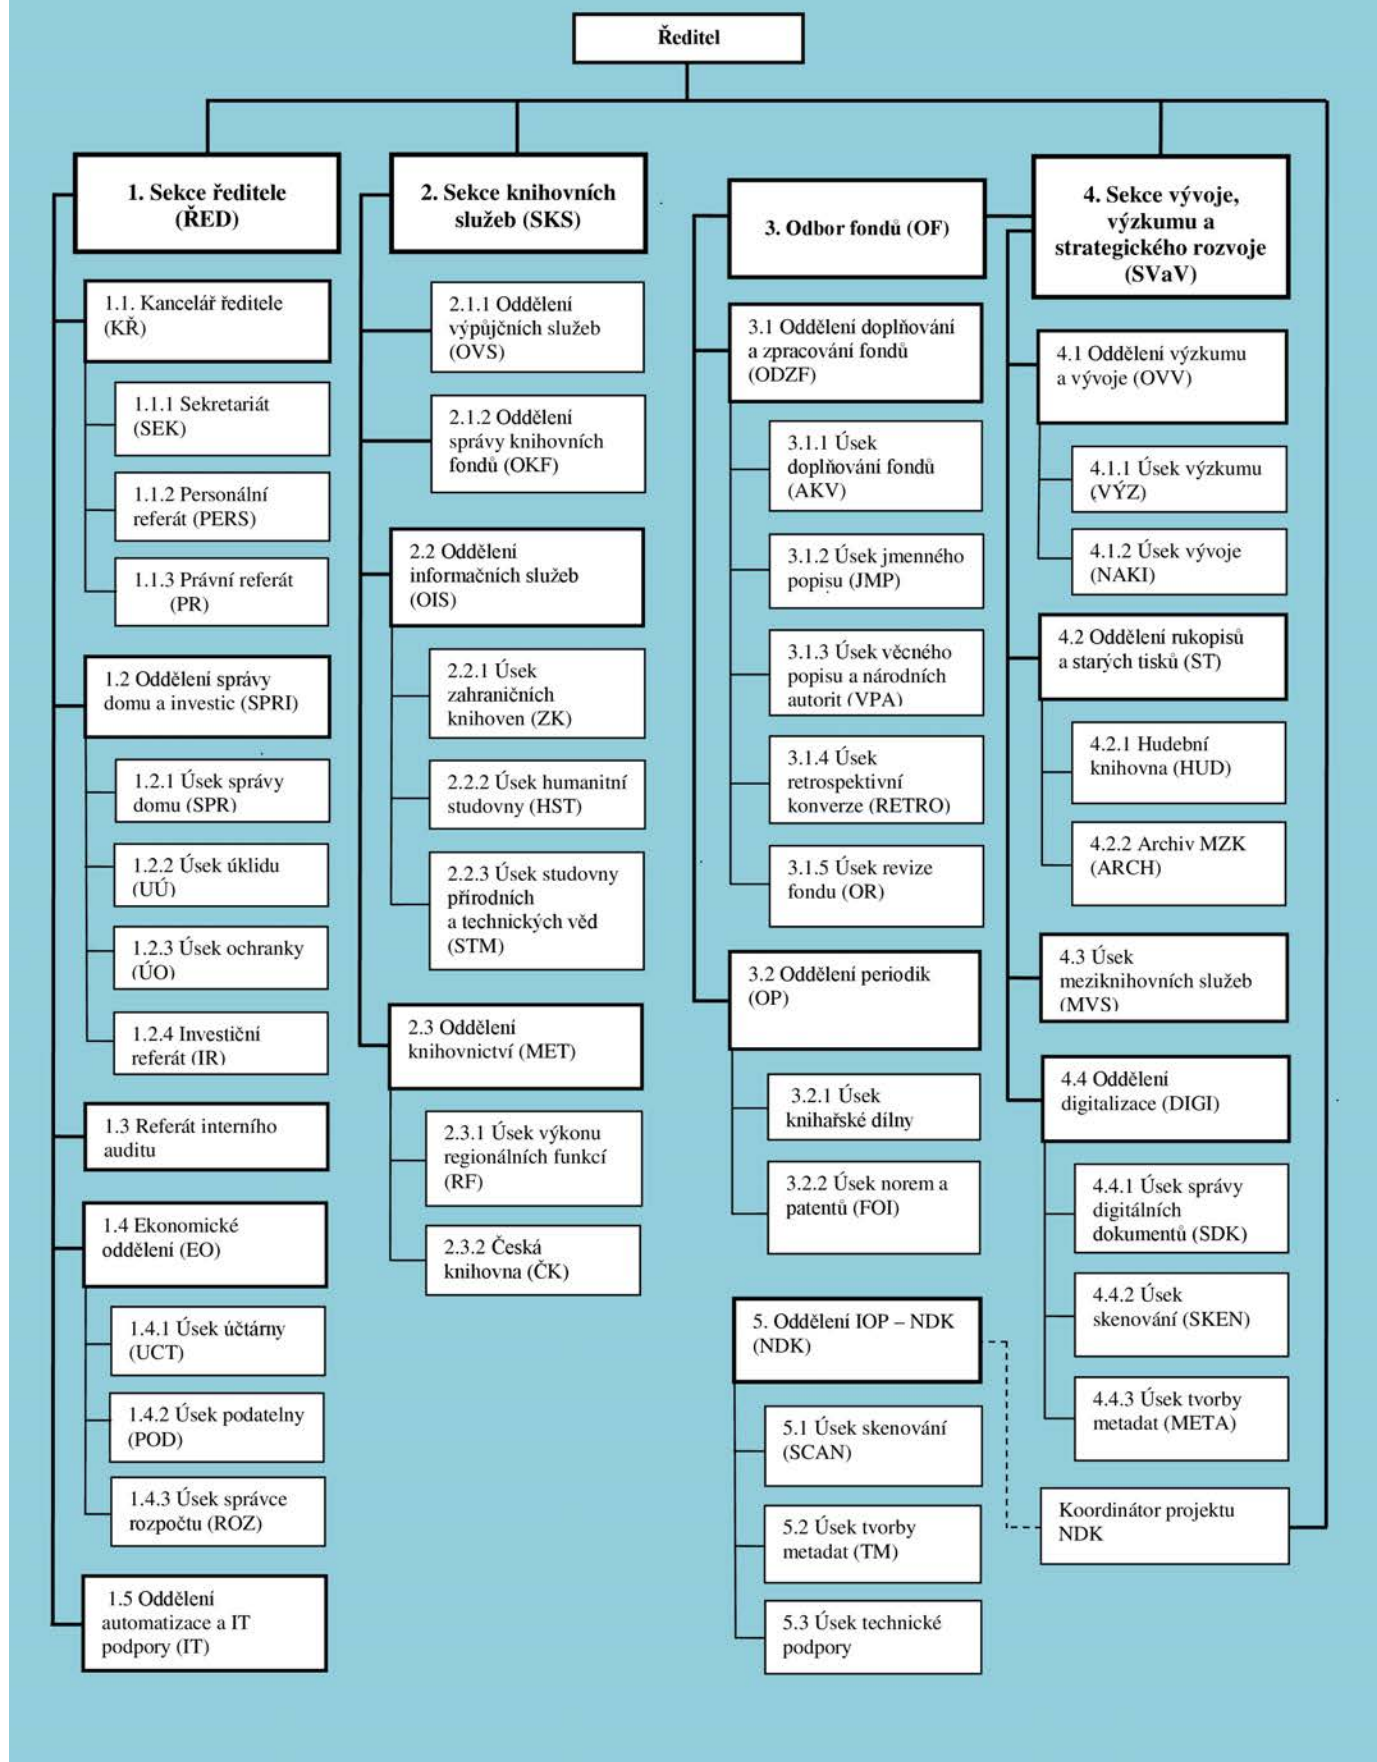 Ředitel
1. Sekce ředitele
(ŘED)
1.1. Kancelář ředitele
(KŘ)
1.1.1 Sekretariát
(SEK)
1.1.2 Personální
referát (PERS)
1.1.3 Právní referát
(PR)
1.2 Oddělení správy
domu a investic (SPRI)
1.2.1 Úsek správy
domu (SPR)
1.2.2 Úsek úklidu
(UÚ)
1.2.3 Úsek ochranky
(ÚO)
1.2.4 Investiční
referát (IR)
1.3 Referát interního
auditu
1.4 Ekonomické
oddělení (EO)
1.4.1 Úsek účtárny
(UCT)
1.4.2 Úsek podatelny
(POD)
1.4.3 Úsek správce
rozpočtu (ROZ)
1.5 Oddělení
automatizace a IT
podpory (IT)
2. Sekce knihovních
služeb (SKS)
2.1.1 Oddělení
výpůjčních služeb
(OVS)
2.1.2 Oddělení
správy knihovních
fondů (OKF)
2.2 Oddělení
informačních služeb
(OIS)
2.2.1 Úsek
zahraničních
knihoven (ZK)
2.2.2 Úsek humanitní
studovny (HST)
2.2.3 Úsek studovny
přírodních
a technických věd
(STM)
2.3 Oddělení
knihovnictví (MET)
2.3.1 Úsek výkonu
regionálních funkcí
(RF)
2.3.2 Česká
knihovna (ČK)
3. Odbor fondů (OF)
3.1 Oddělení doplňování
a zpracování fondů
(ODZF)
3.1.1 Úsek
doplňování fondů
(AKV)
3.1.2 Úsek jmenného
popisu (JMP)
3.1.3 Úsek věcného
popisu a národních
autorit (VPA)
3.1.4 Úsek
retrospektivní
konverze (RETRO)
3.1.5 Úsek revize
fondu (OR)
3.2 Oddělení periodik
(OP)
3.2.1 Úsek
knihařské dílny
3.2.2 Úsek norem a
patentů (FOI)
5. Oddělení IOP – NDK
(NDK)
5.1 Úsek skenování
(SCAN)
5.2 Úsek tvorby
metadat (TM)
5.3 Úsek technické
podpory
4. Sekce vývoje,
výzkumu a
strategického rozvoje
(SVaV)
4.1 Oddělení výzkumu
a vývoje (OVV)
4.1.1 Úsek výzkumu
(VÝZ)
4.1.2 Úsek vývoje
(NAKI)
4.2 Oddělení rukopisů
a starých tisků (ST)
4.2.1 Hudební
knihovna (HUD)
4.2.2 Archiv MZK
(ARCH)
4.3 Úsek
meziknihovních služeb
(MVS)
4.4 Oddělení
digitalizace (DIGI)
4.4.1 Úsek správy
digitálních
dokumentů (SDK)
4.4.2 Úsek
skenování (SKEN)
4.4.3 Úsek tvorby
metadat (META)
Koordinátor projektu
NDK